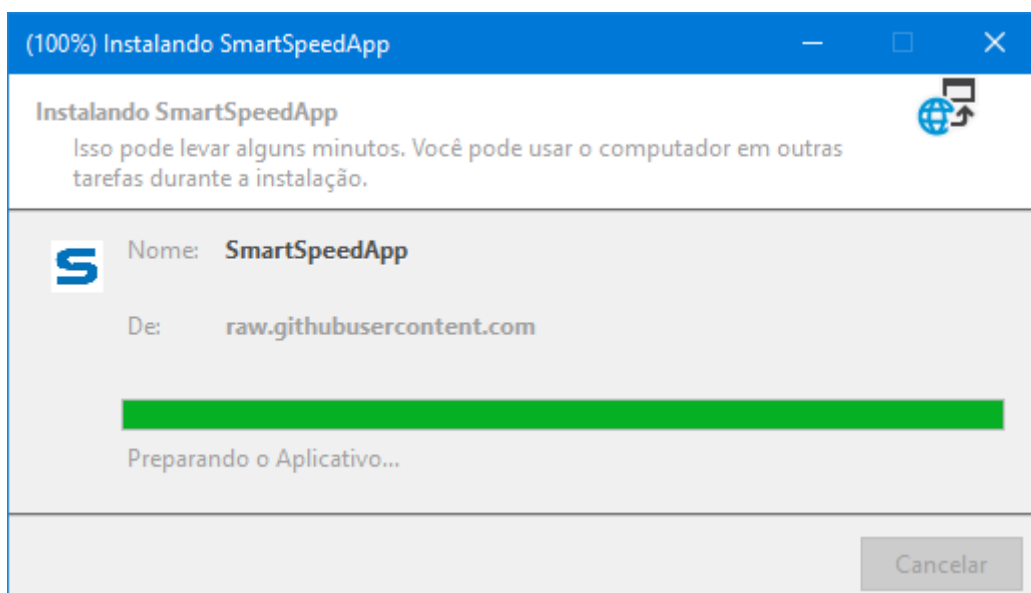 (100%) Instalando SmartSpeedApp
Instalando SmartSpeedApp
Isso pode levar alguns minutos. Você pode usar o computador em outras
tarefas durante a instalação.
Nome: SmartSpeedApp
De: raw.githubusercontent.com
Preparando o Aplicativo...
Cancelar